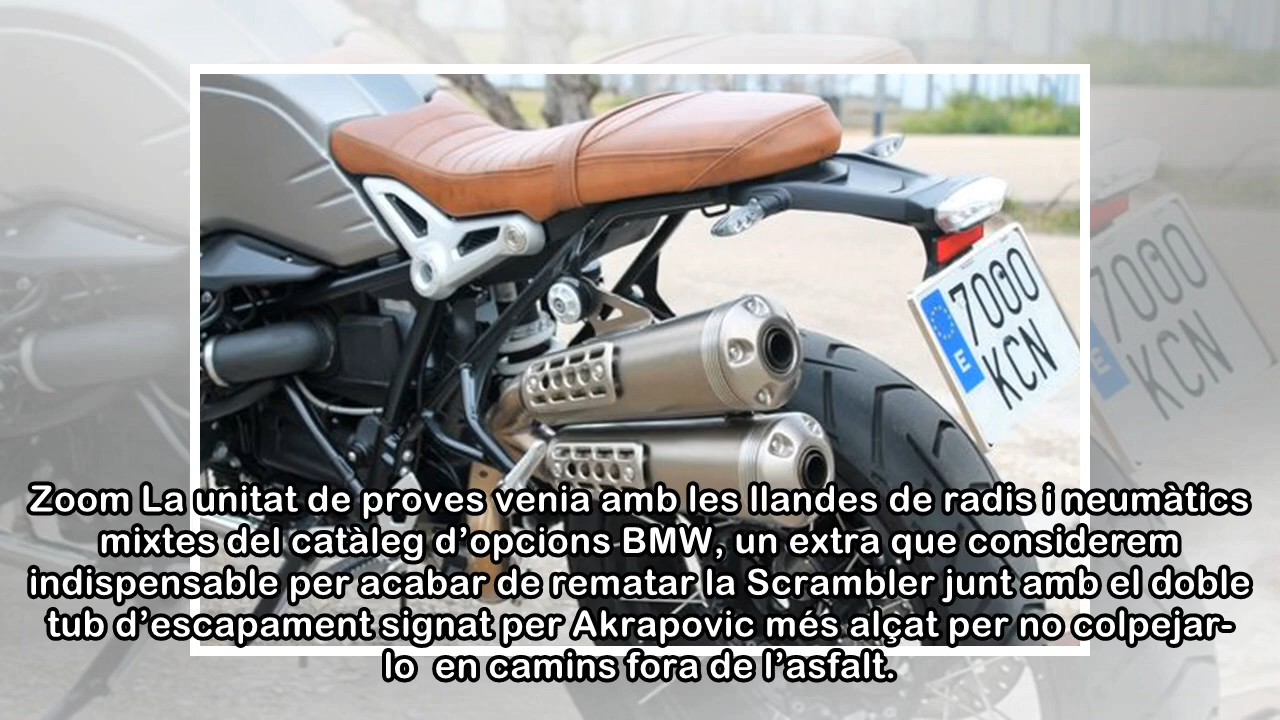 7000
KCN
E
7000
KCN
E
Zoom La unitat de proves venia amb les llandes de radis i neumàtics
mixtes del catàleg d’opcions BMW, un extra que considerem
indispensable per acabar de rematar la Scrambler junt amb el doble
tub d’escapament signat per Akrapovic més alçat per no colpejar-
lo  en camins fora de l’asfalt.